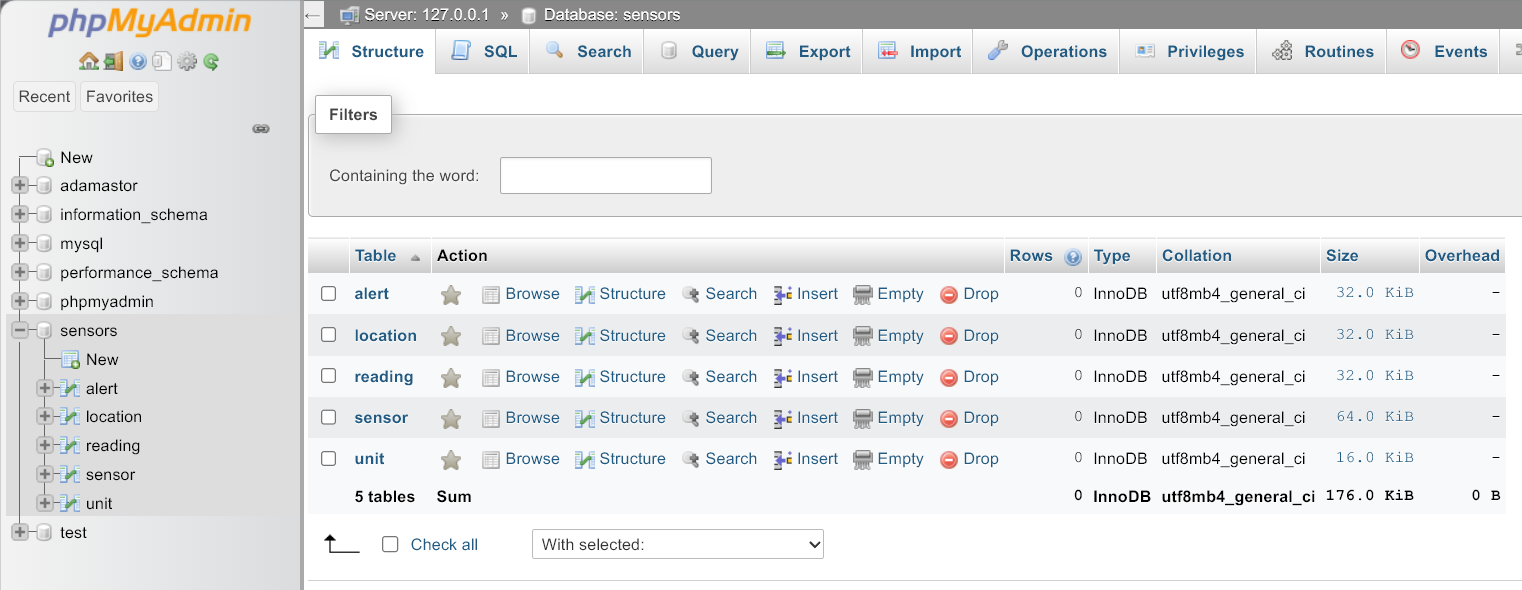 phpMyAdmin
Recent Favorites
New
adamastor
information_schema
mysql
performance_schema
phpmyadmin
sensors
New
alert
location
reading
sensor
unit
test
← Server: 127.0.0.1 » Database: sensors
Structure SQL Search Query Export Import Operations Privileges Routines Events
Filters
Containing the word:
Table Action Rows Type Collation Size Overhead
alert Browse Structure Search Insert Empty Drop 0 InnoDB utf8mb4_general_ci 32.0 KiB -
location Browse Structure Search Insert Empty Drop 0 InnoDB utf8mb4_general_ci 32.0 KiB -
reading Browse Structure Search Insert Empty Drop 0 InnoDB utf8mb4_general_ci 32.0 KiB -
sensor Browse Structure Search Insert Empty Drop 0 InnoDB utf8mb4_general_ci 64.0 KiB -
unit Browse Structure Search Insert Empty Drop 0 InnoDB utf8mb4_general_ci 16.0 KiB -
5 tables Sum 0 InnoDB utf8mb4_general_ci 176.0 KiB 0 B
Check all With selected: